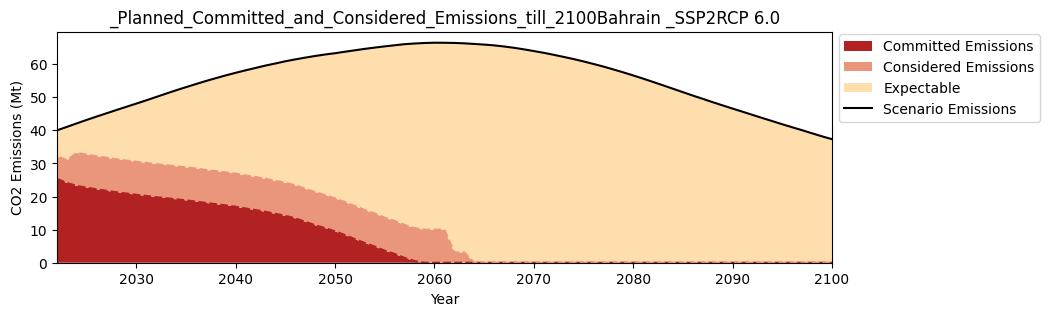 _Planned_Committed_and_Considered_Emissions_till_2100Bahrain _SSP2RCP 6.0
CO2 Emissions (Mt)
60
50
40
30
20
10
0
2030 2040 2050 2060 2070 2080 2090 2100
Year
Committed Emissions
Considered Emissions
Expectable
Scenario Emissions